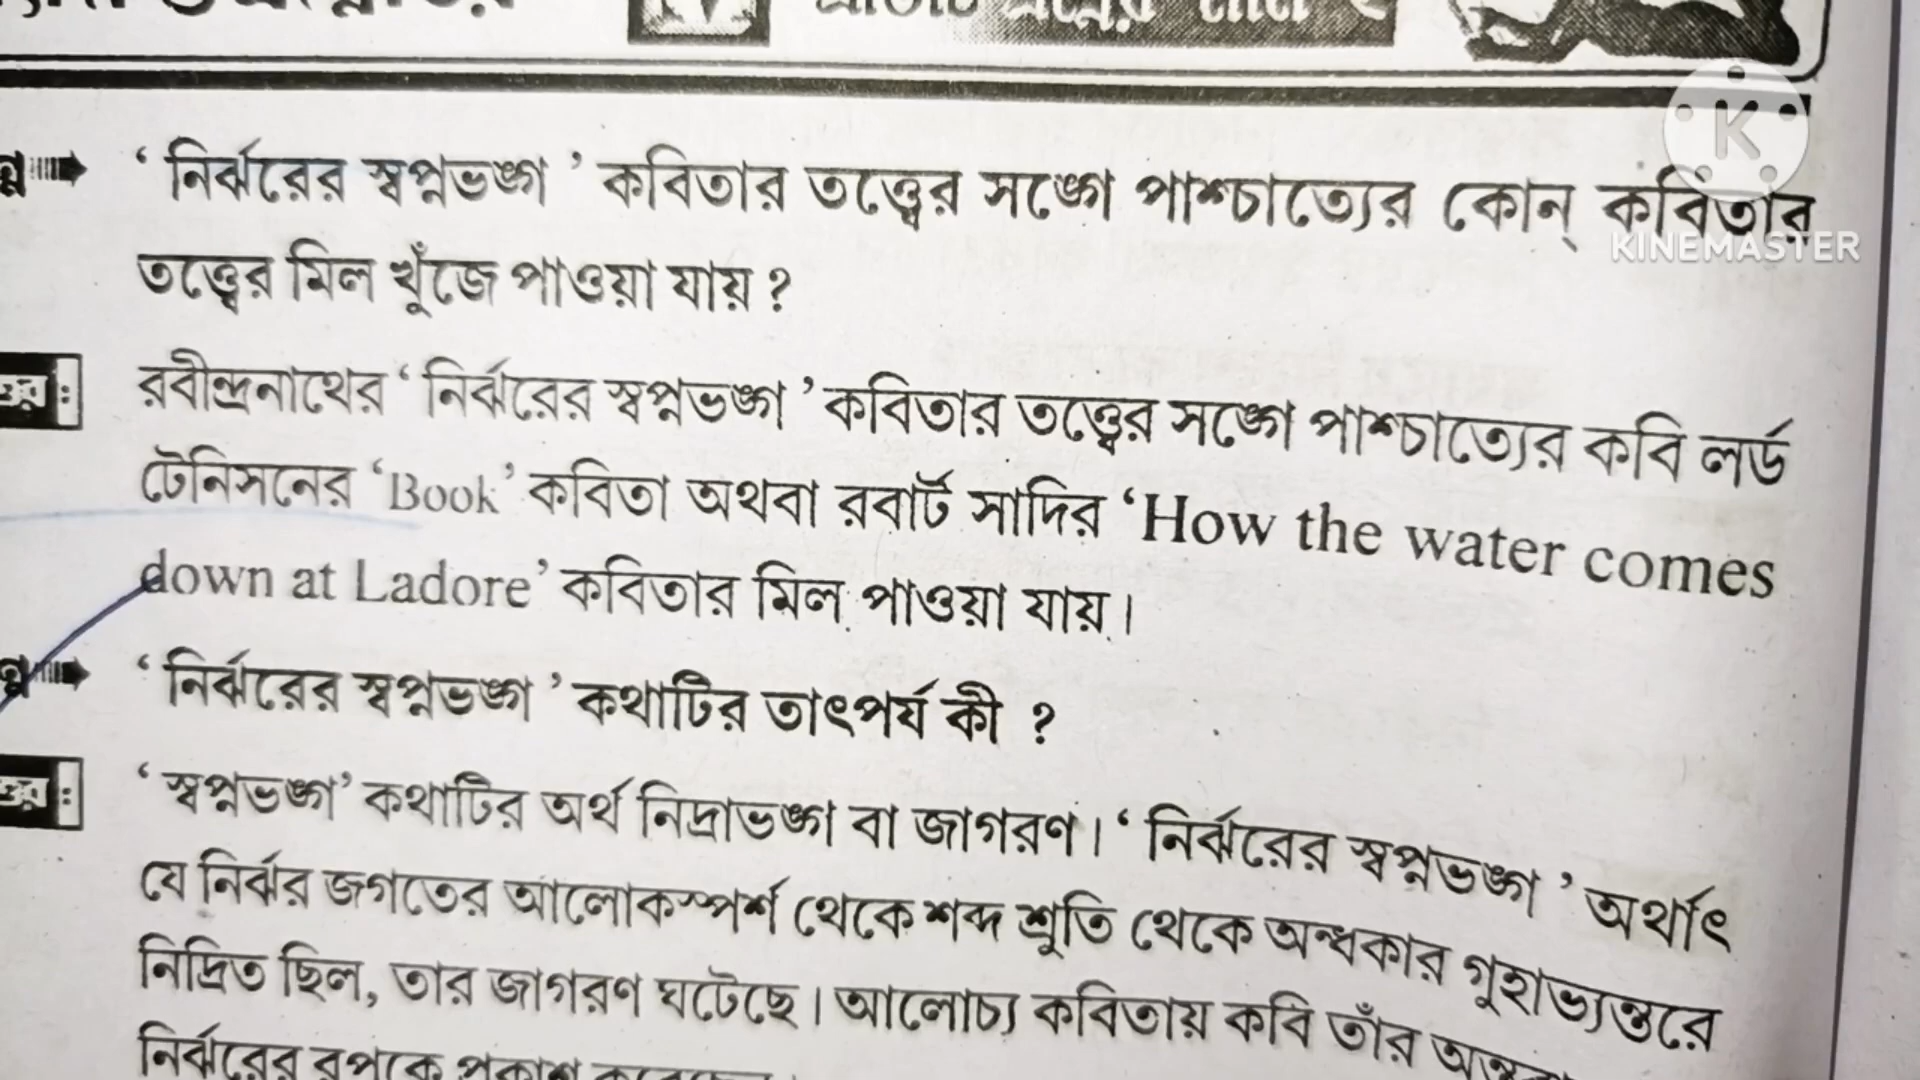 ‘ নির্ঝরের স্বপ্নভঙ্গ ’ কবিতার তত্ত্বের সঙ্গে পাশ্চাত্যের কোন্ কবিতার
KINEMASTER
তত্ত্বের মিল খুঁজে পাওয়া যায় ?
রবীন্দ্রনাথের ‘ নির্ঝরের স্বপ্নভঙ্গ ’ কবিতার তত্ত্বের সঙ্গে পাশ্চাত্যের কবি লর্ড
টেনিসনের ‘Book’ কবিতা অথবা রবার্ট সাদির ‘How the water comes
down at Ladore’ কবিতার মিল পাওয়া যায়।
‘ নির্ঝরের স্বপ্নভঙ্গ ’ কথাটির তাৎপর্য কী ?
‘ স্বপ্নভঙ্গ’ কথাটির অর্থ নিদ্রাভঙ্গ বা জাগরণ। ‘ নির্ঝরের স্বপ্নভঙ্গ ’ অর্থাৎ
যে নির্ঝর জগতের আলোকস্পর্শ থেকে শব্দ শ্রুতি থেকে অন্ধকার গুহাভ্যন্তরে
নিদ্রিত ছিল, তার জাগরণ ঘটেছে। আলোচ্য কবিতায় কবি তাঁর
নির্ঝরের রূপকে প্রকাশ করেছেন।